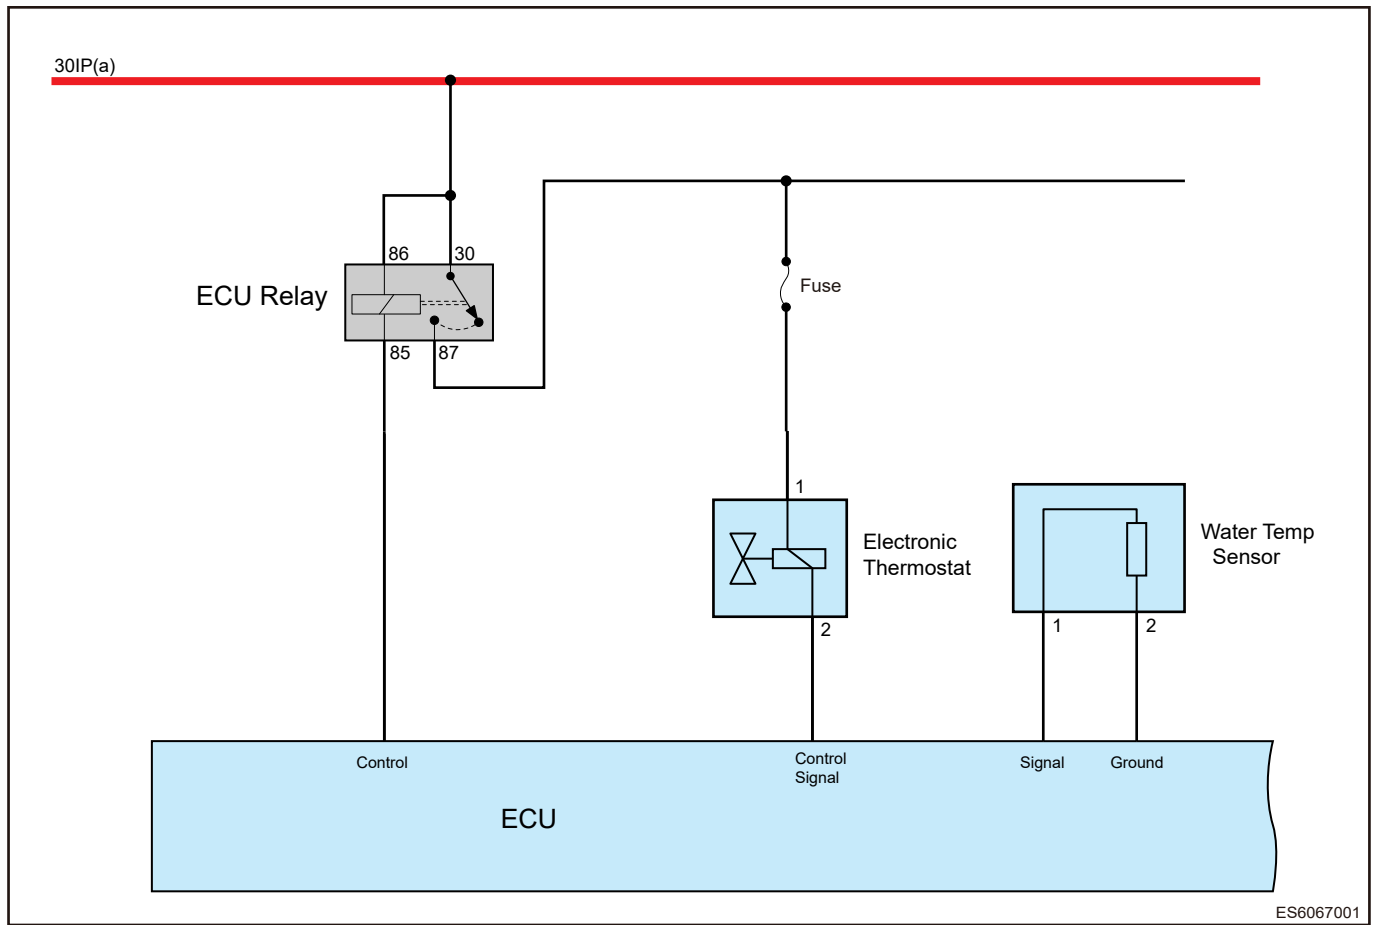 30IP(a)
86
30
ECU Relay
85
87
Fuse
1
Electronic
Thermostat
2
Water Temp
Sensor
1
2
Control
Control
Signal
Signal
Ground
ECU
ES6067001